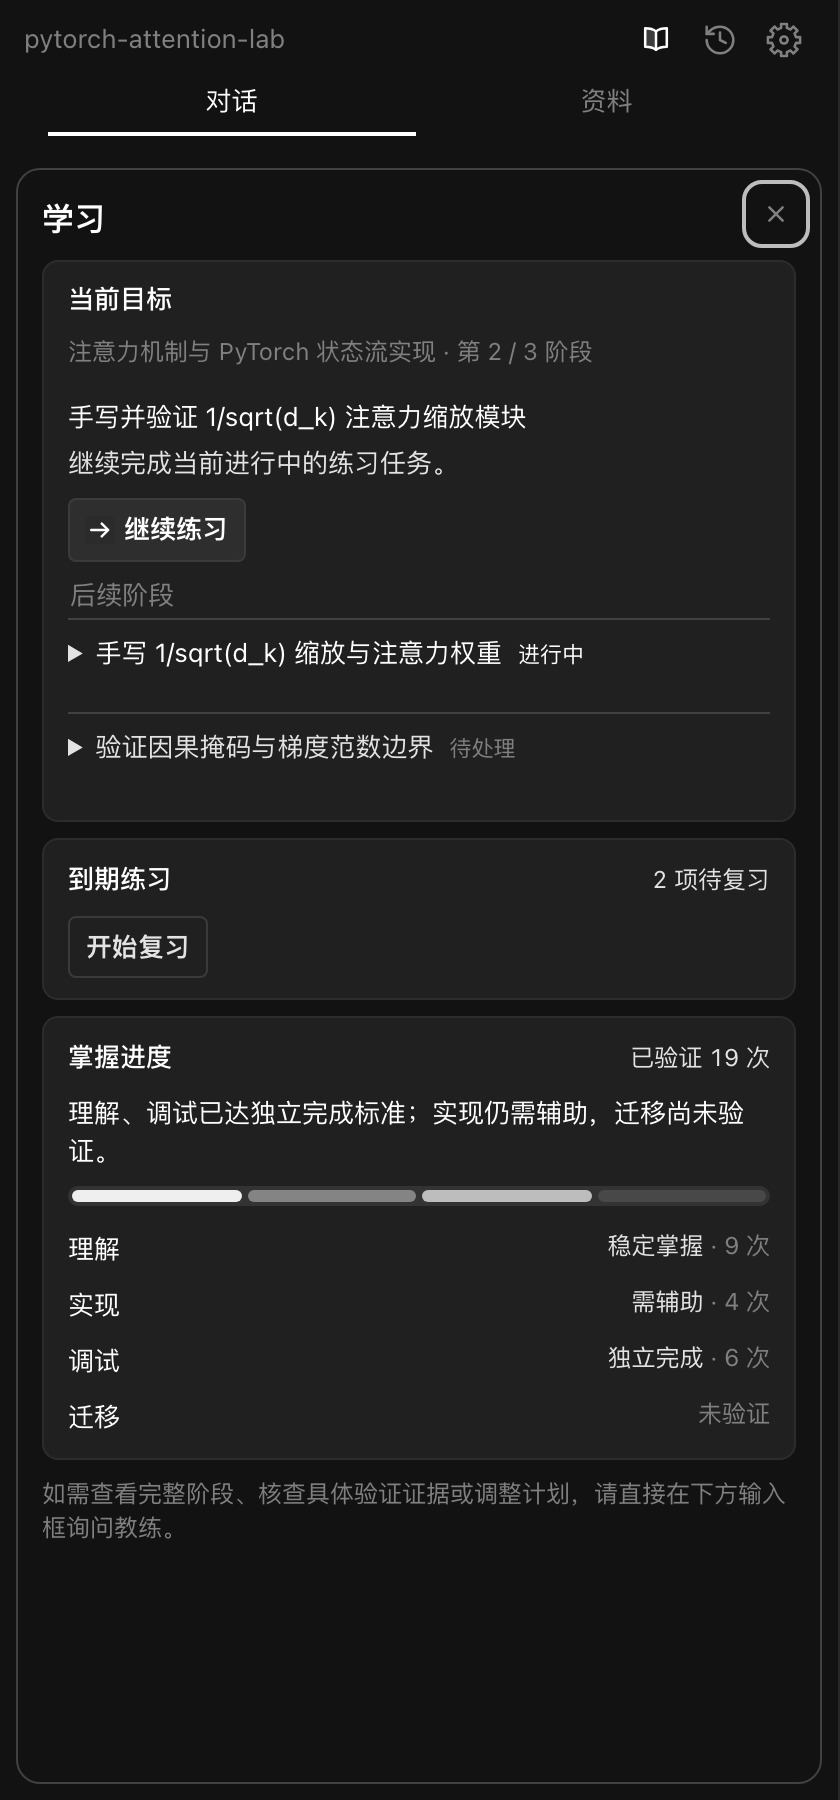 pytorch-attention-lab
对话
资料
学习
当前目标
注意力机制与 PyTorch 状态流实现 · 第 2 / 3 阶段
手写并验证 1/sqrt(d_k) 注意力缩放模块
继续完成当前进行中的练习任务。
→ 继续练习
后续阶段
▶ 手写 1/sqrt(d_k) 缩放与注意力权重 进行中
▶ 验证因果掩码与梯度范数边界 待处理
到期练习 2 项待复习
开始复习
掌握进度 已验证 19 次
理解、调试已达独立完成标准；实现仍需辅助，迁移尚未验
证。
理解 稳定掌握 · 9 次
实现 需辅助 · 4 次
调试 独立完成 · 6 次
迁移 未验证
如需查看完整阶段、核查具体验证证据或调整计划，请直接在下方输入
框询问教练。